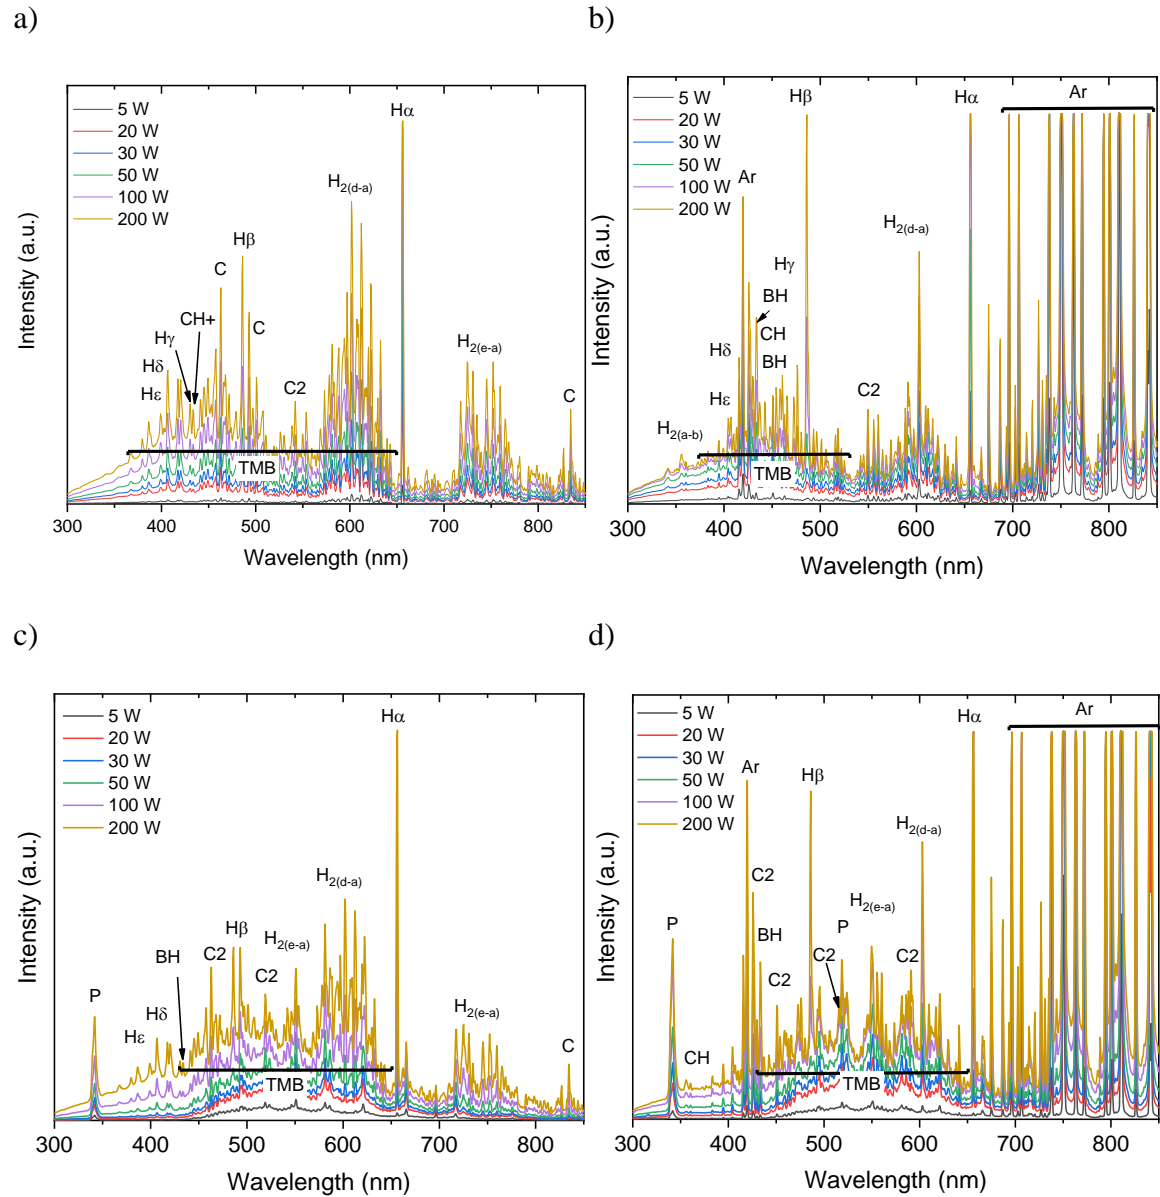 a)
Intensity (a.u.)
5 W
20 W
30 W
50 W
100 W
200 W
Hα
H2(d-a)
Hβ
C
CH+
C
Hγ
Hδ
Hε
C2
H2(e-a)
C
TMB
300 400 500 600 700 800
Wavelength (nm)
b)
Intensity (a.u.)
5 W
20 W
30 W
50 W
100 W
200 W
Hβ
Hα
Ar
Ar
H2(d-a)
Hγ
BH
CH
BH
Hδ
Hε
C2
H2(a-b)
TMB
300 400 500 600 700 800
Wavelength (nm)
c)
Intensity (a.u.)
5 W
20 W
30 W
50 W
100 W
200 W
Hα
H2(d-a)
Hβ
H2(e-a)
BH
C2
C2
P
Hδ
Hε
H2(e-a)
C
TMB
300 400 500 600 700 800
Wavelength (nm)
d)
Intensity (a.u.)
5 W
20 W
30 W
50 W
100 W
200 W
Hα
Ar
Ar
Hβ
H2(d-a)
C2
H2(e-a)
P
P
BH
C2
C2
C2
CH
TMB
300 400 500 600 700 800
Wavelength (nm)